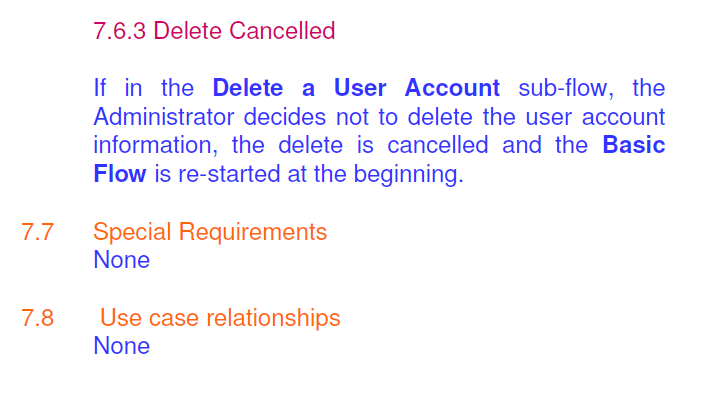 7.6.3 Delete Cancelled
If in the Delete a User Account sub-flow, the
Administrator decides not to delete the user account
information, the delete is cancelled and the Basic
Flow is re-started at the beginning.
7.7 Special Requirements
None
7.8 Use case relationships
None